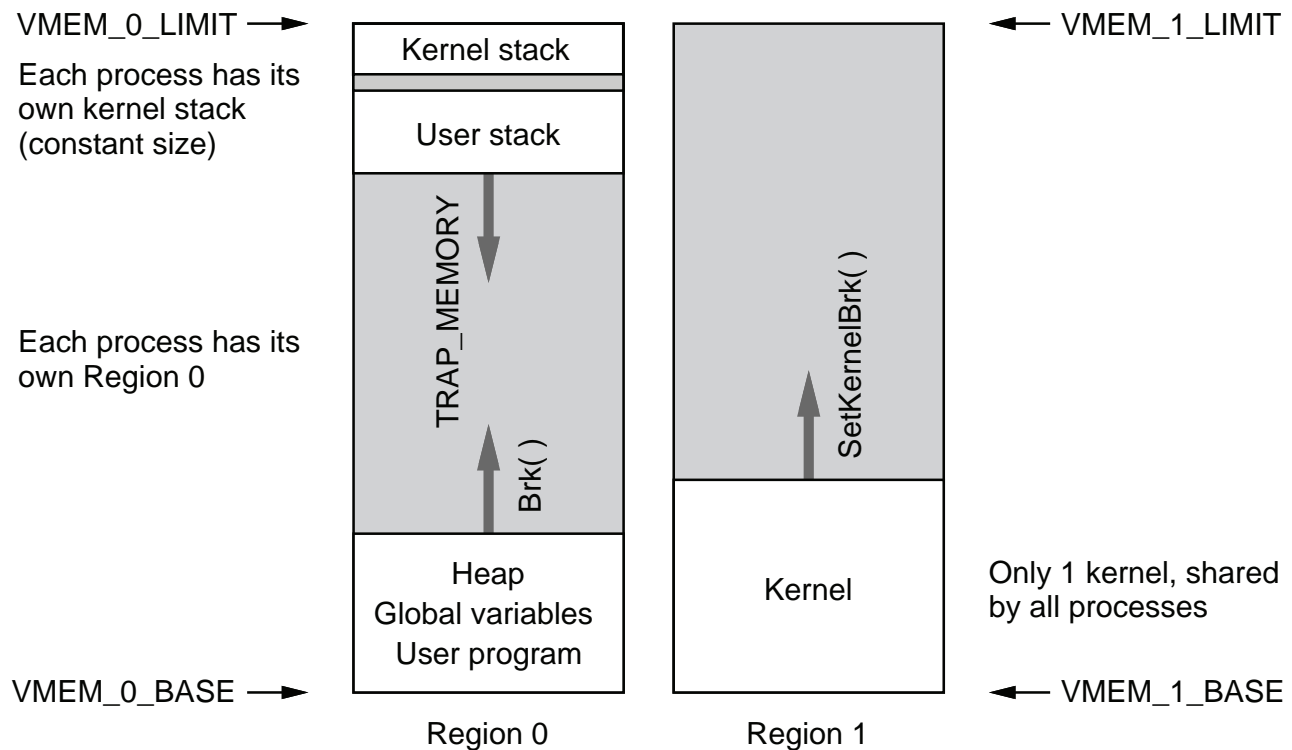 VMEM_0_LIMIT
Each process has its
own kernel stack
(constant size)
Each process has its
own Region 0
VMEM_0_BASE
Kernel stack
User stack
TRAP_MEMORY
Brk( )
Heap
Global variables
User program
Region 0
SetKernelBrk( )
Kernel
Region 1
VMEM_1_LIMIT
Only 1 kernel, shared
by all processes
VMEM_1_BASE